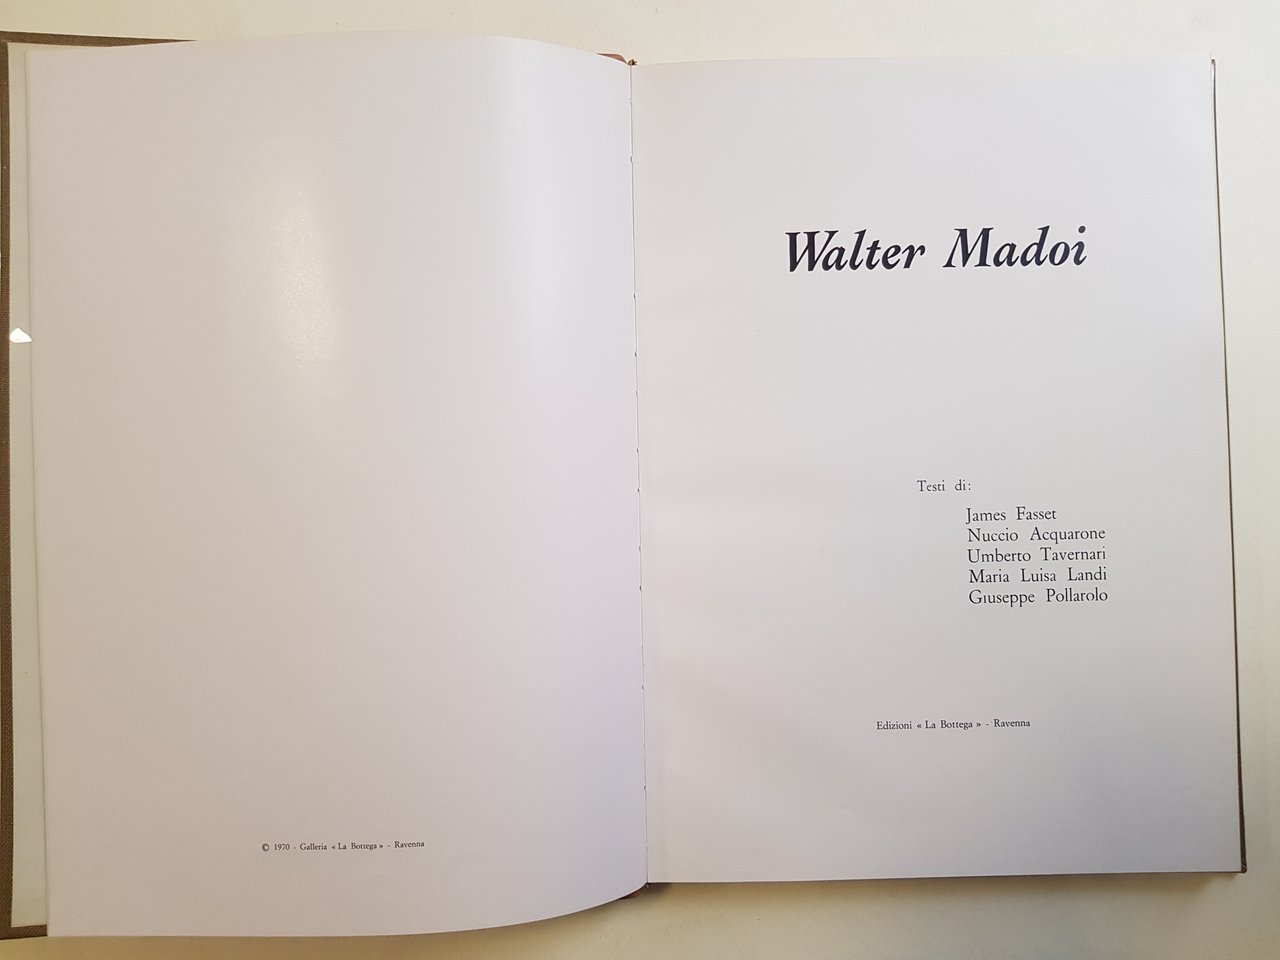 © 1970 - Galleria « La Bottega » - Ravenna
Walter Madoi
Testi di:
James Fasset
Nuccio Acquarone
Umberto Tavernari
Maria Luisa Landi
Giuseppe Pollarolo
Edizioni « La Bottega » - Ravenna